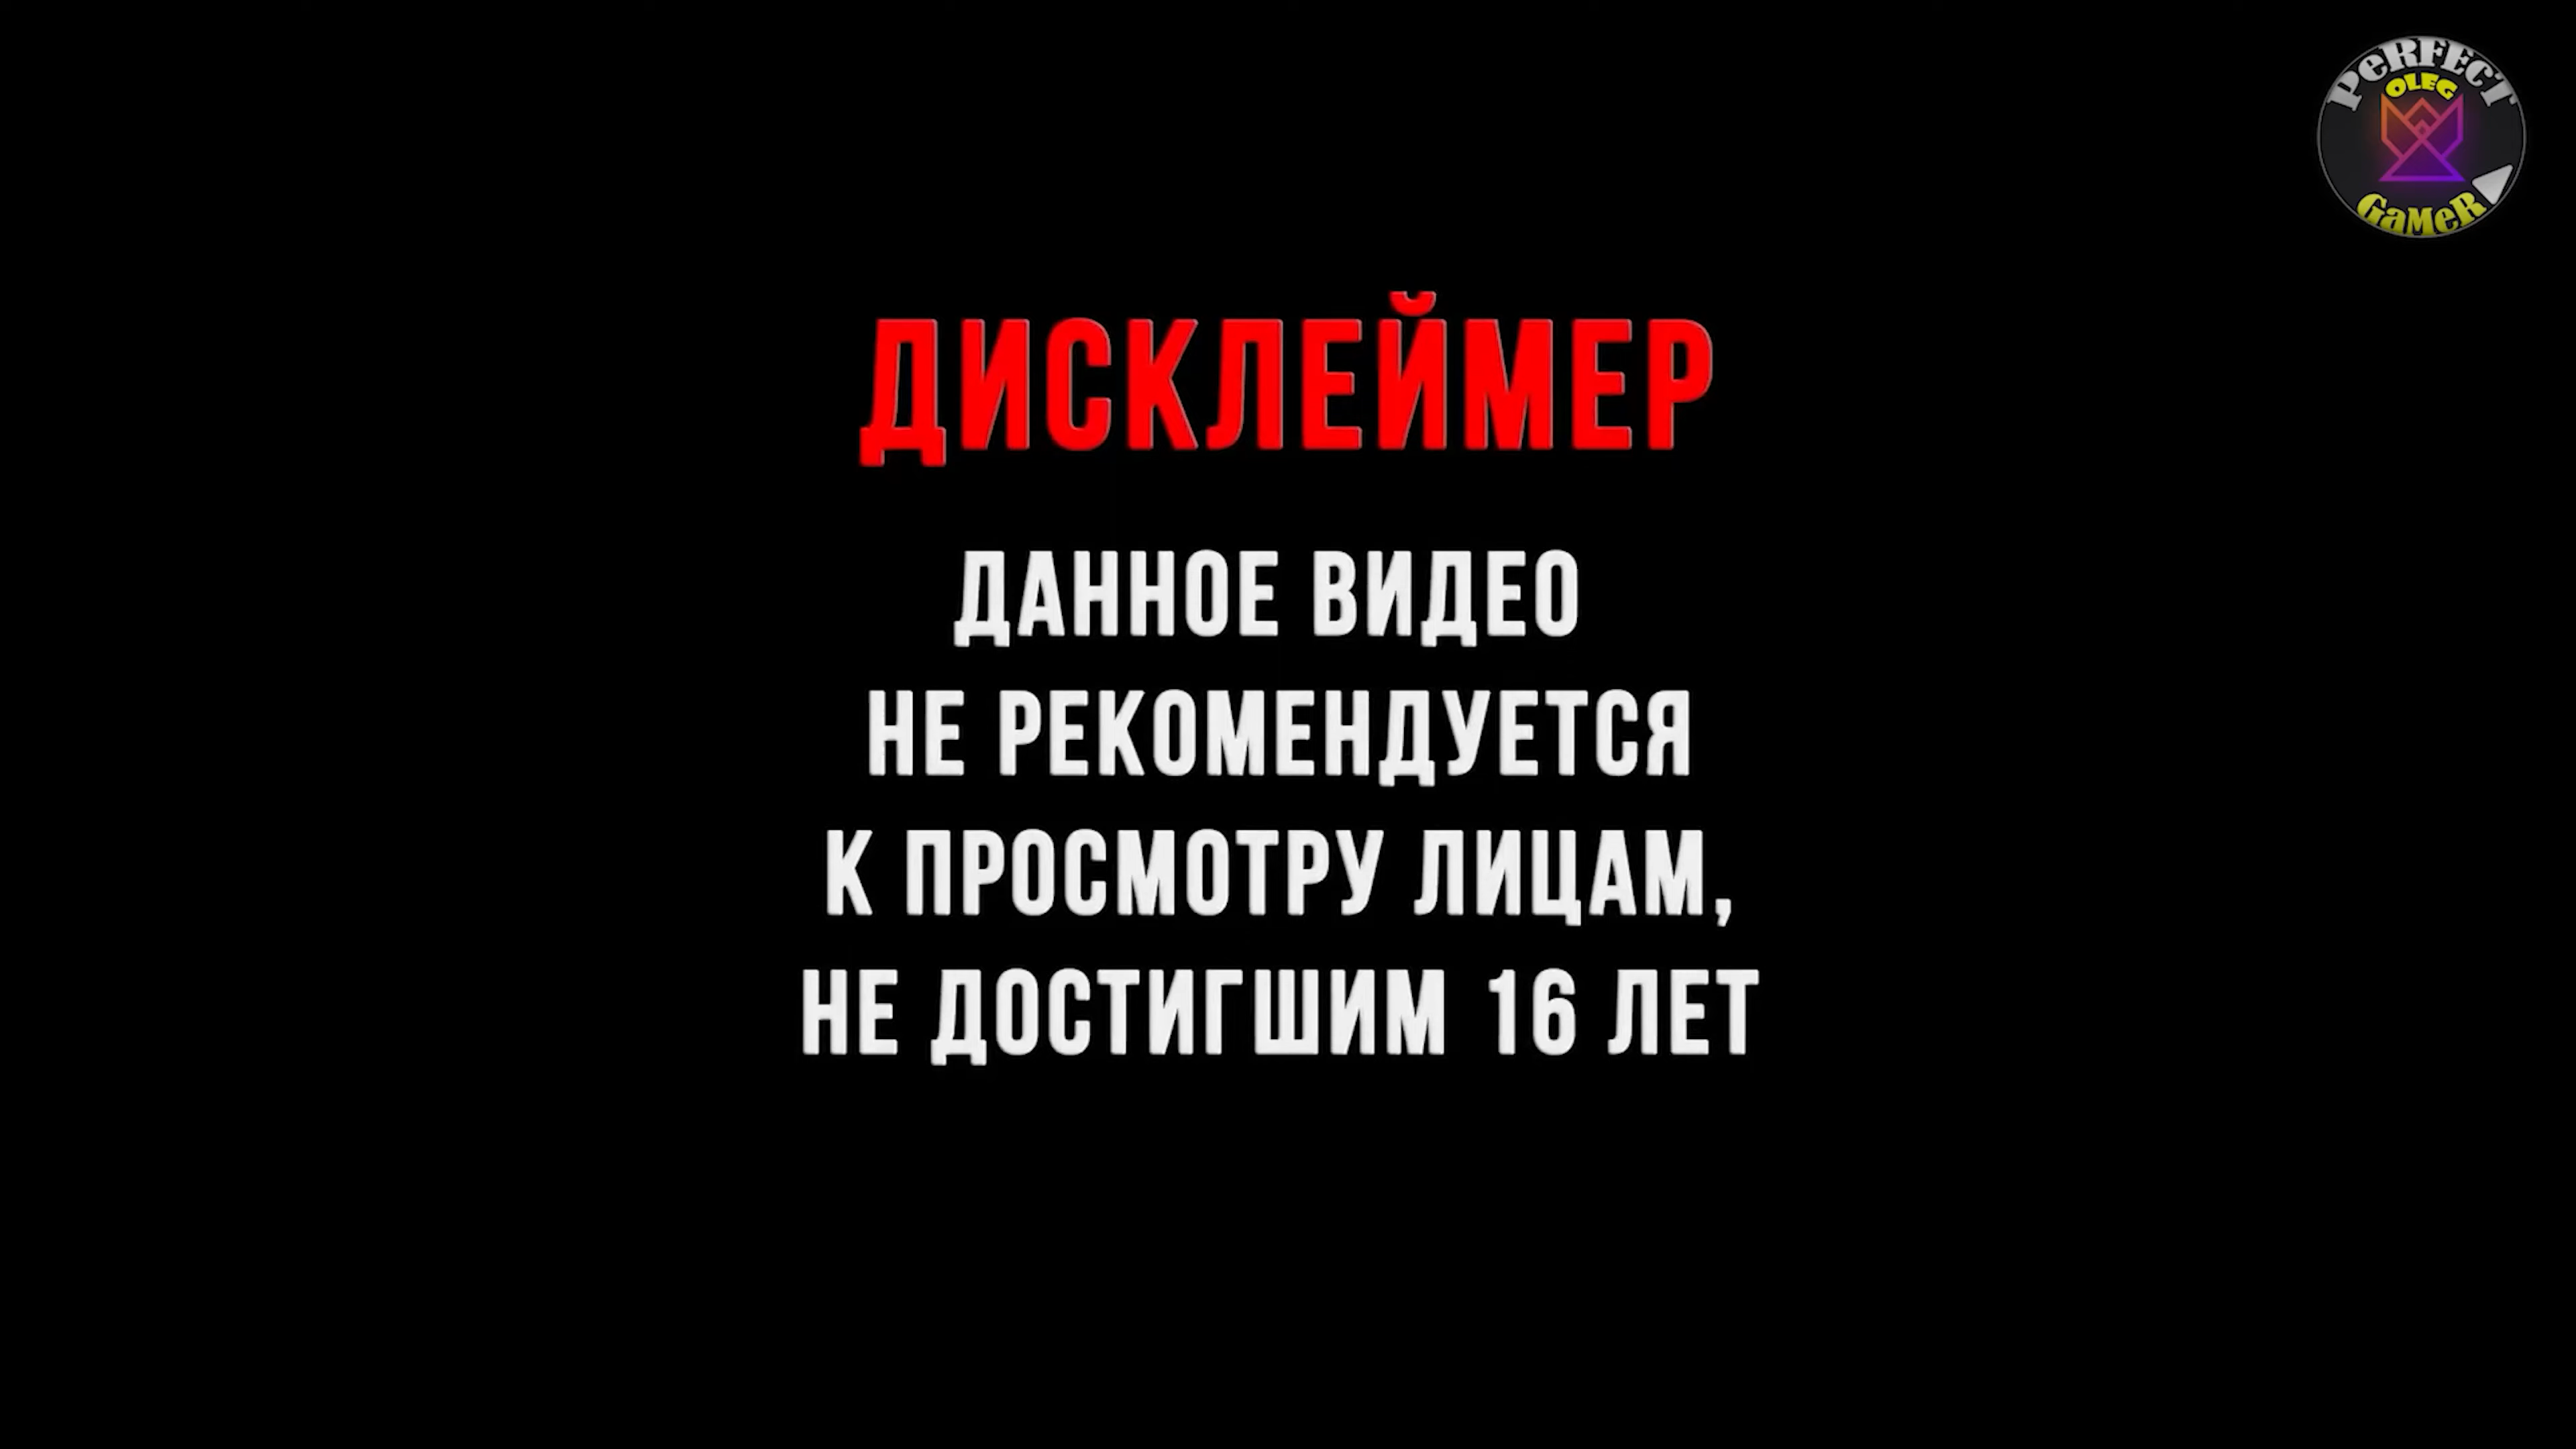 PeRFECT
OLEG
GaMeR
ДИСКЛЕЙМЕР
ДАННОЕ ВИДЕО
НЕ РЕКОМЕНДУЕТСЯ
К ПРОСМОТРУ ЛИЦАМ,
НЕ ДОСТИГШИМ 16 ЛЕТ